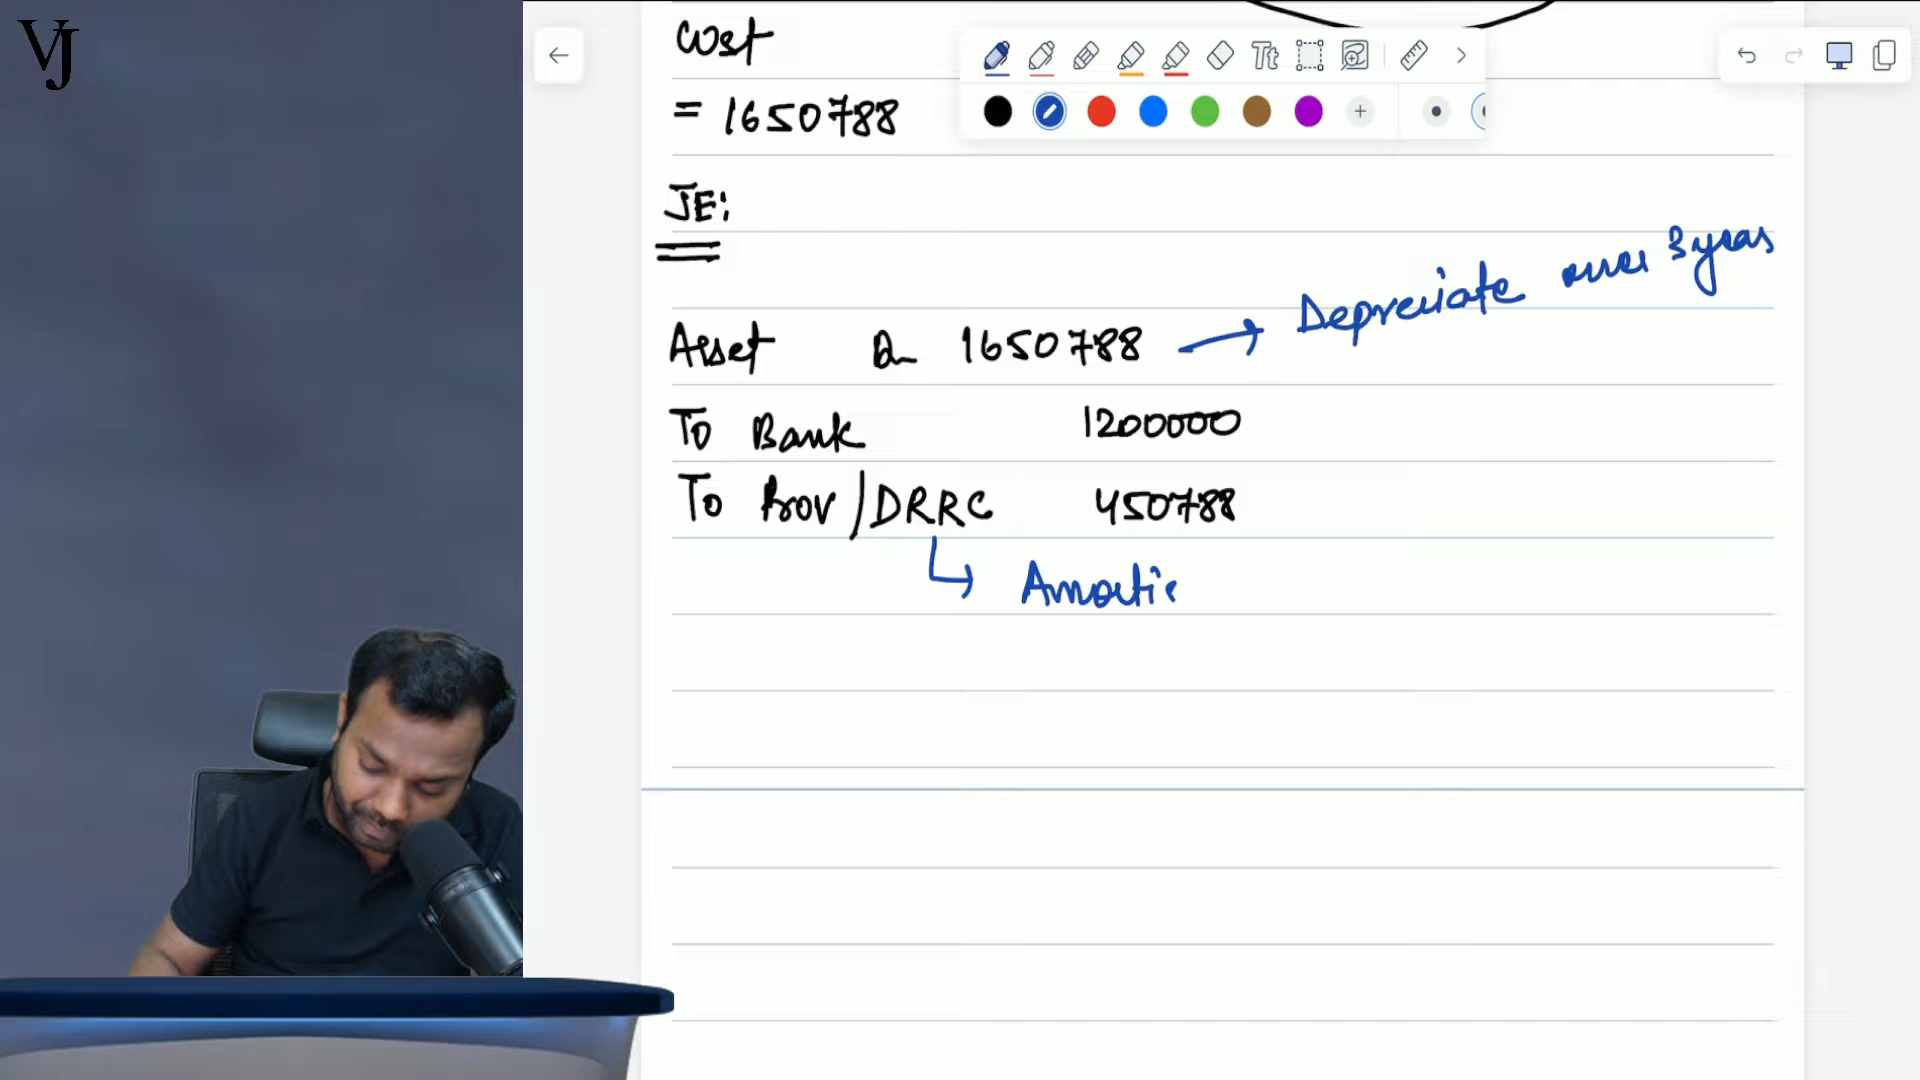 VJ
Cost
= 1650788
JE:
Asset Dr 1650788 → Depreciate over 3 years
To Bank 1200000
To Prov/DRRC 450788
↳ Amortis
Tt